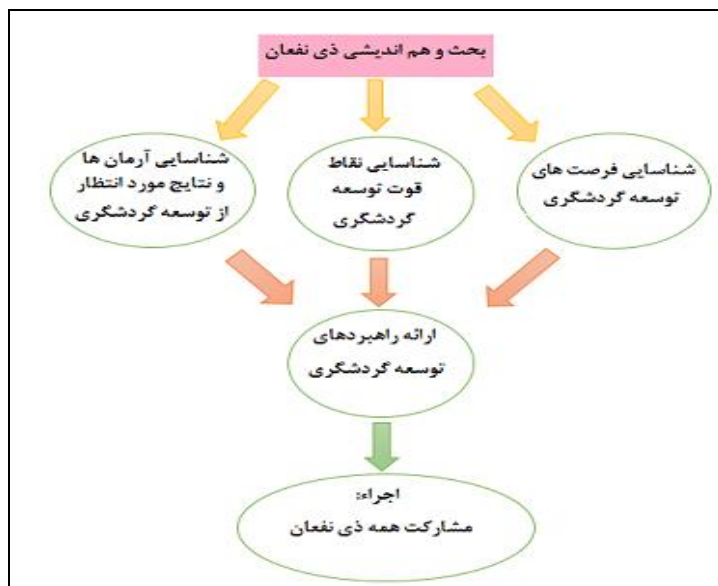 بحث و هم اندیشی ذی نفعان
شناسایی فرصت های
توسعه گردشگری
شناسایی نقاط
قوت توسعه
گردشگری
شناسایی آرمان ها
و نتایج مورد انتظار
از توسعه گردشگری
ارائه راهبردهای
توسعه گردشگری
اجراء:
مشارکت همه ذی نفعان